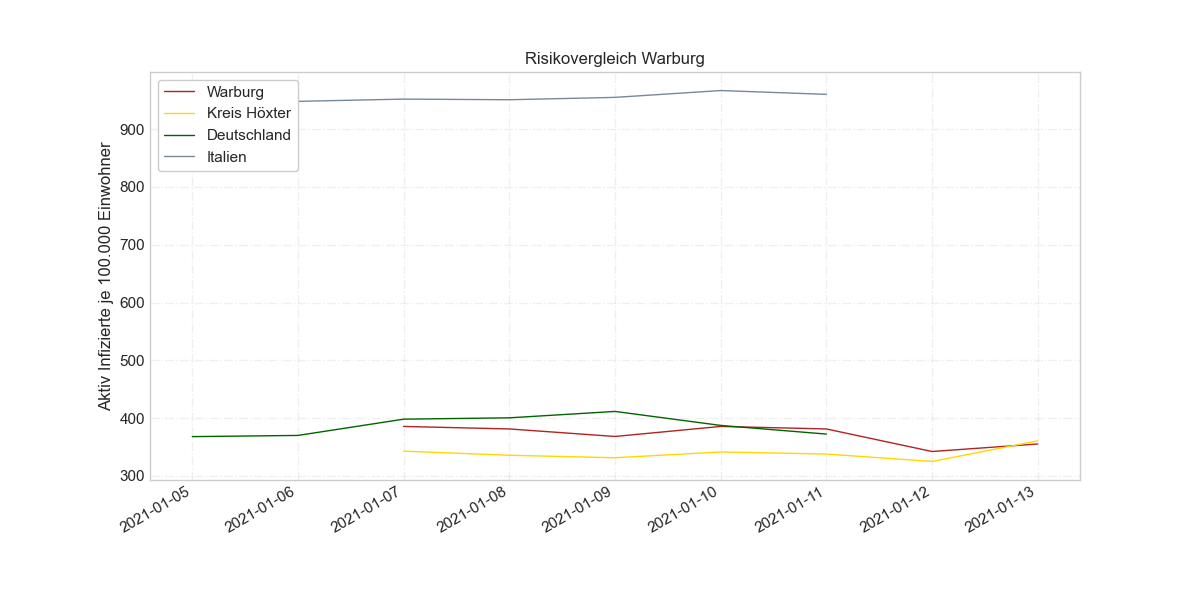 Risikovergleich Warburg
Warburg
Kreis Höxter
Deutschland
Italien
Aktiv Infizierte je 100.000 Einwohner
900
800
700
600
500
400
300
2021-01-05
2021-01-06
2021-01-07
2021-01-08
2021-01-09
2021-01-10
2021-01-11
2021-01-12
2021-01-13